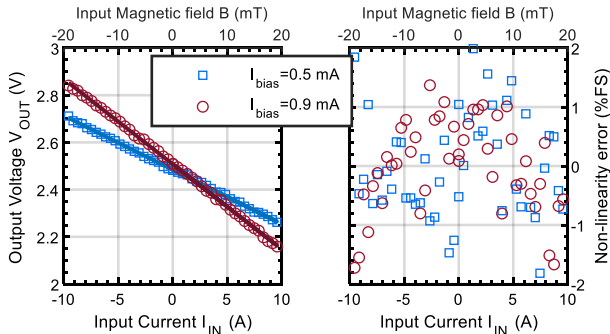 Input Magnetic field B (mT)
-20 -10 0 10 20
3
2.8
2.6
2.4
2.2
2
-10 -5 0 5 10
Output Voltage VOUT (V)
Input Current IIN (A)
Ibias=0.5 mA
Ibias=0.9 mA
Input Magnetic field B (mT)
-20 -10 0 10 20
2
1
0
-1
-2
-10 -5 0 5 10
Non-linearity error (%FS)
Input Current IIN (A)